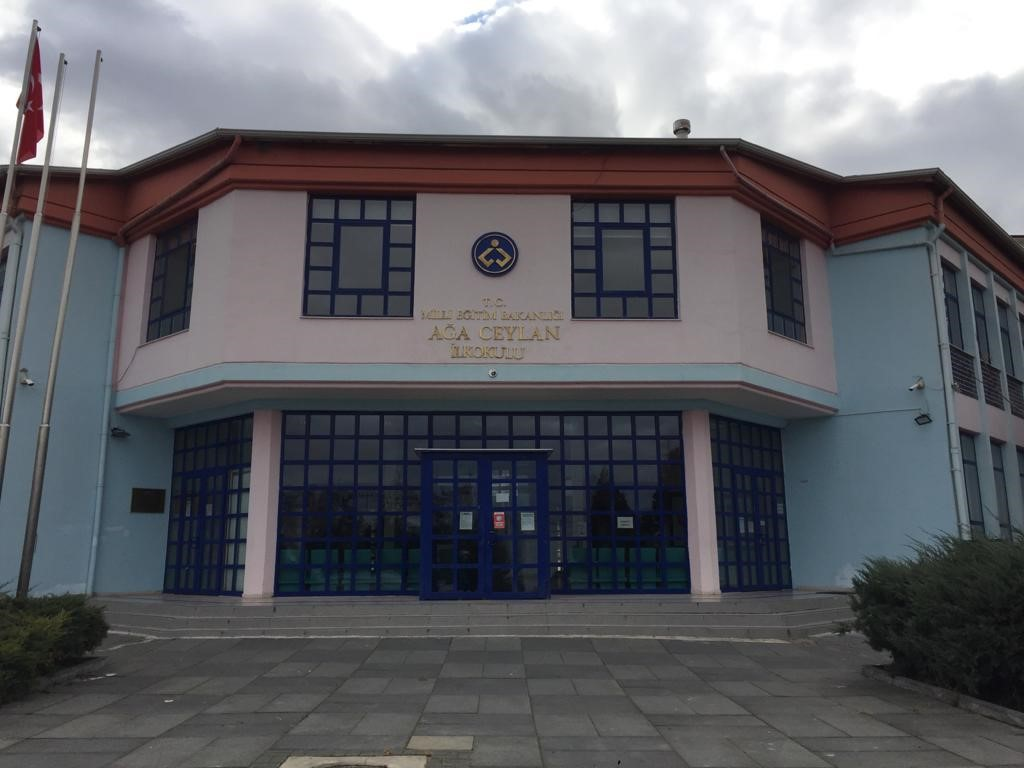 T.C.
MİLLİ EĞİTİM BAKANLIĞI
AĞA CEYLAN
İLKOKULU